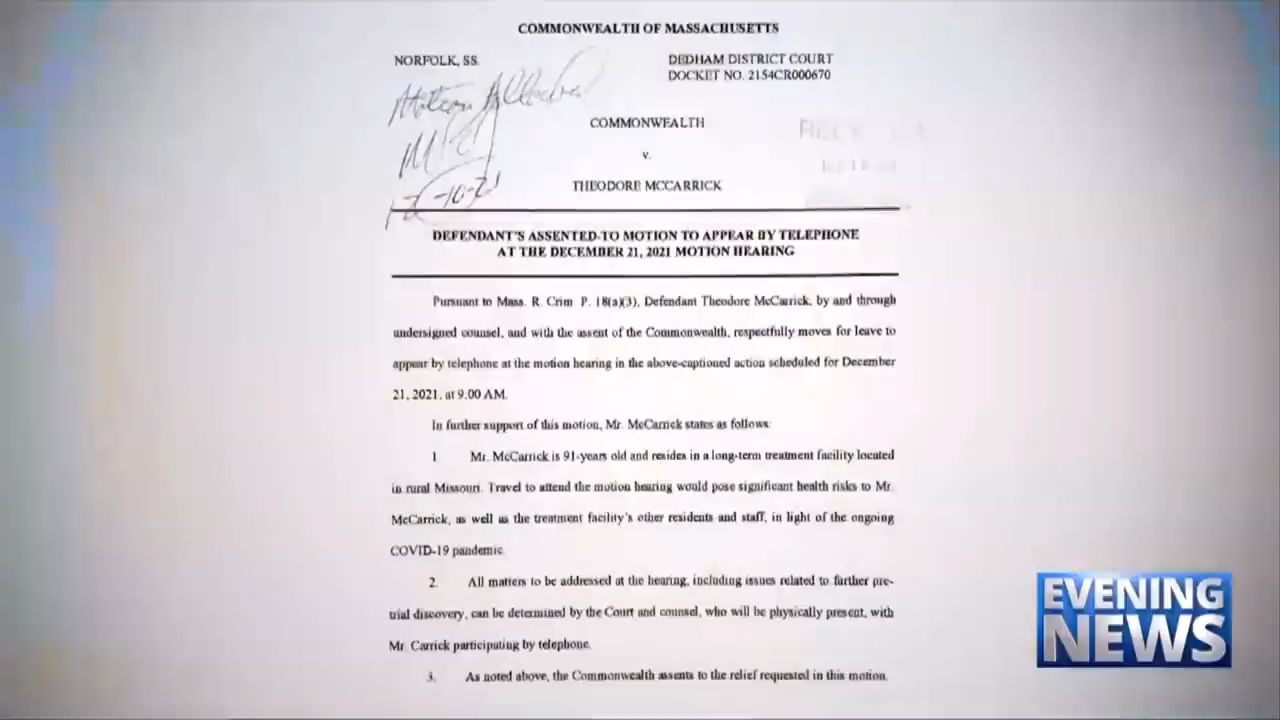 COMMONWEALTH OF MASSACHUSETTS
NORFOLK, SS.
DEDHAM DISTRICT COURT
DOCKET NO. 2154CR000670
Motion Allowed
12-10-21
COMMONWEALTH
v.
THEODORE MCCARRICK
DEFENDANT'S ASSENTED-TO MOTION TO APPEAR BY TELEPHONE
AT THE DECEMBER 21, 2021 MOTION HEARING
Pursuant to Mass. R. Crim P. 18(a)(3), Defendant Theodore McCarrick, by and through
undersigned counsel, and with the assent of the Commonwealth, respectfully moves for leave to
appear by telephone at the motion hearing in the above-captioned action scheduled for December
21, 2021, at 9.00 AM.
In further support of this motion, Mr. McCarrick states as follows
1 Mr. McCarrick is 91-years old and resides in a long-term treatment facility located
in rural Missouri. Travel to attend the motion hearing would pose significant health risks to Mr.
McCarrick, as well as the treatment facility's other residents and staff, in light of the ongoing
COVID-19 pandemic.
2. All matters to be addressed at the hearing, including issues related to further pre-
trial discovery, can be determined by the Court and counsel, who will be physically present, with
Mr. Carrick participating by telephone.
3. As noted above, the Commonwealth assents to the relief requested in this motion.
EVENING
NEWS